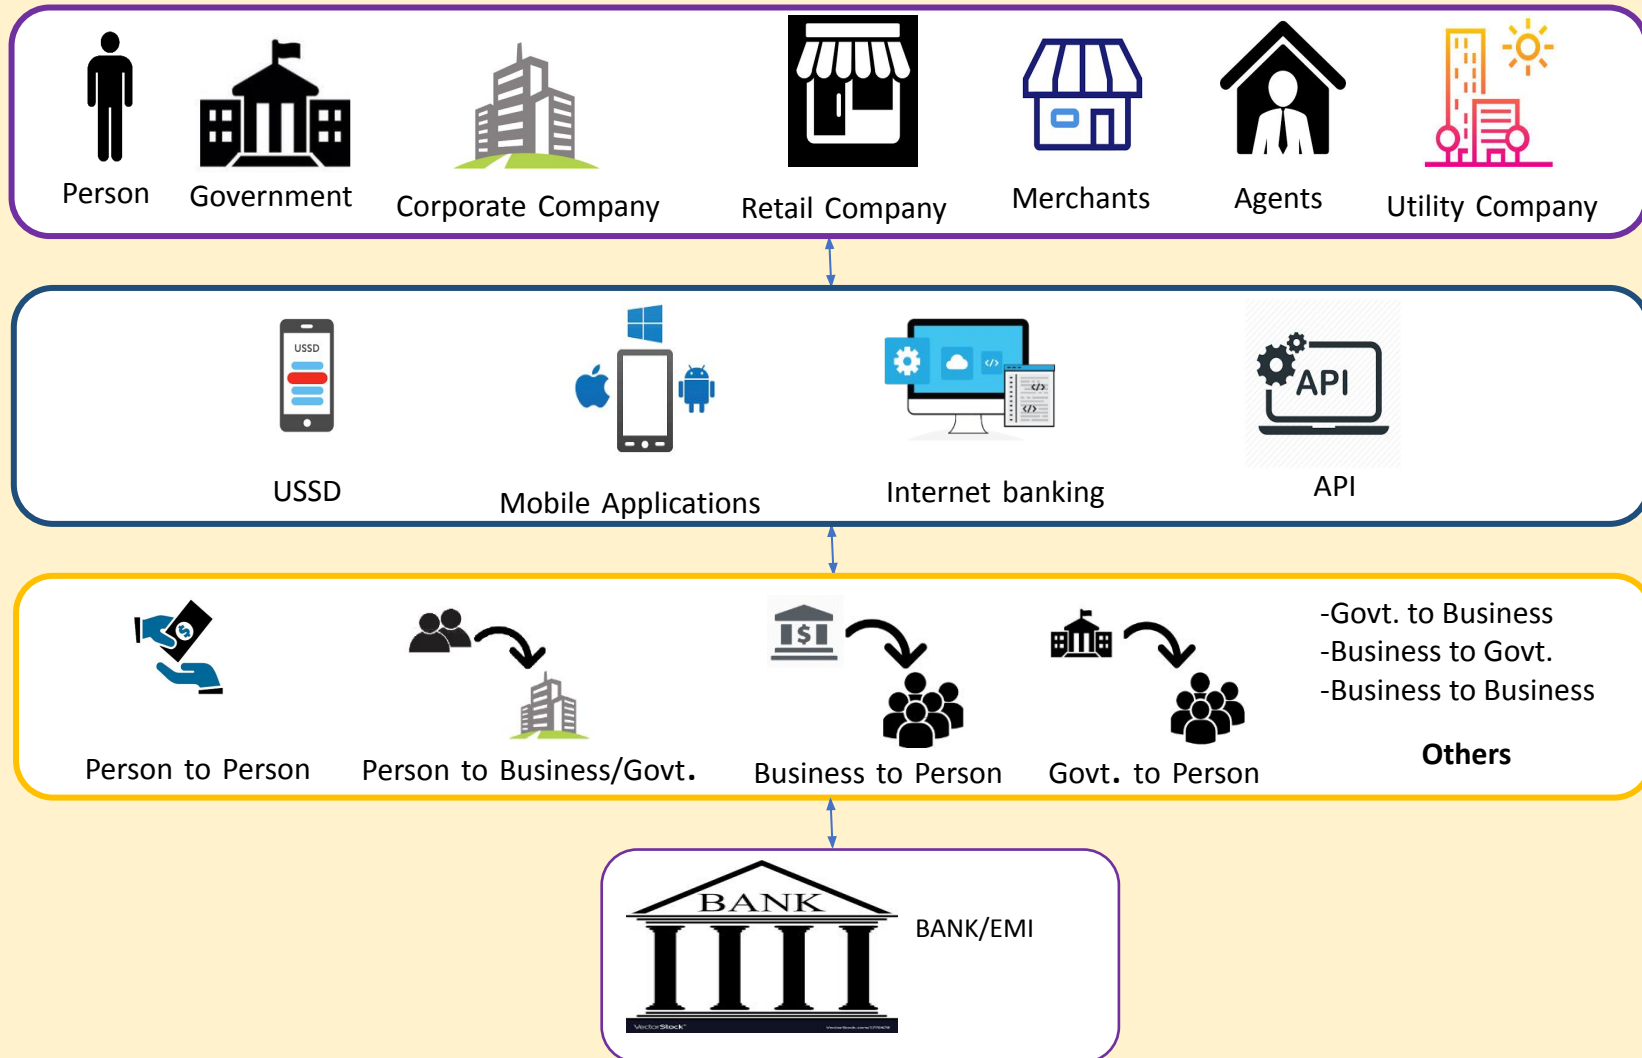 Person
Government
Corporate Company
Retail Company
Merchants
Agents
Utility Company
USSD
USSD
Mobile Applications
</>
</>
Internet banking
API
API
-Govt. to Business
-Business to Govt.
-Business to Business
Others
$
Person to Person
Person to Business/Govt.
$
Business to Person
Govt. to Person
BANK
BANK/EMI
VectorStock